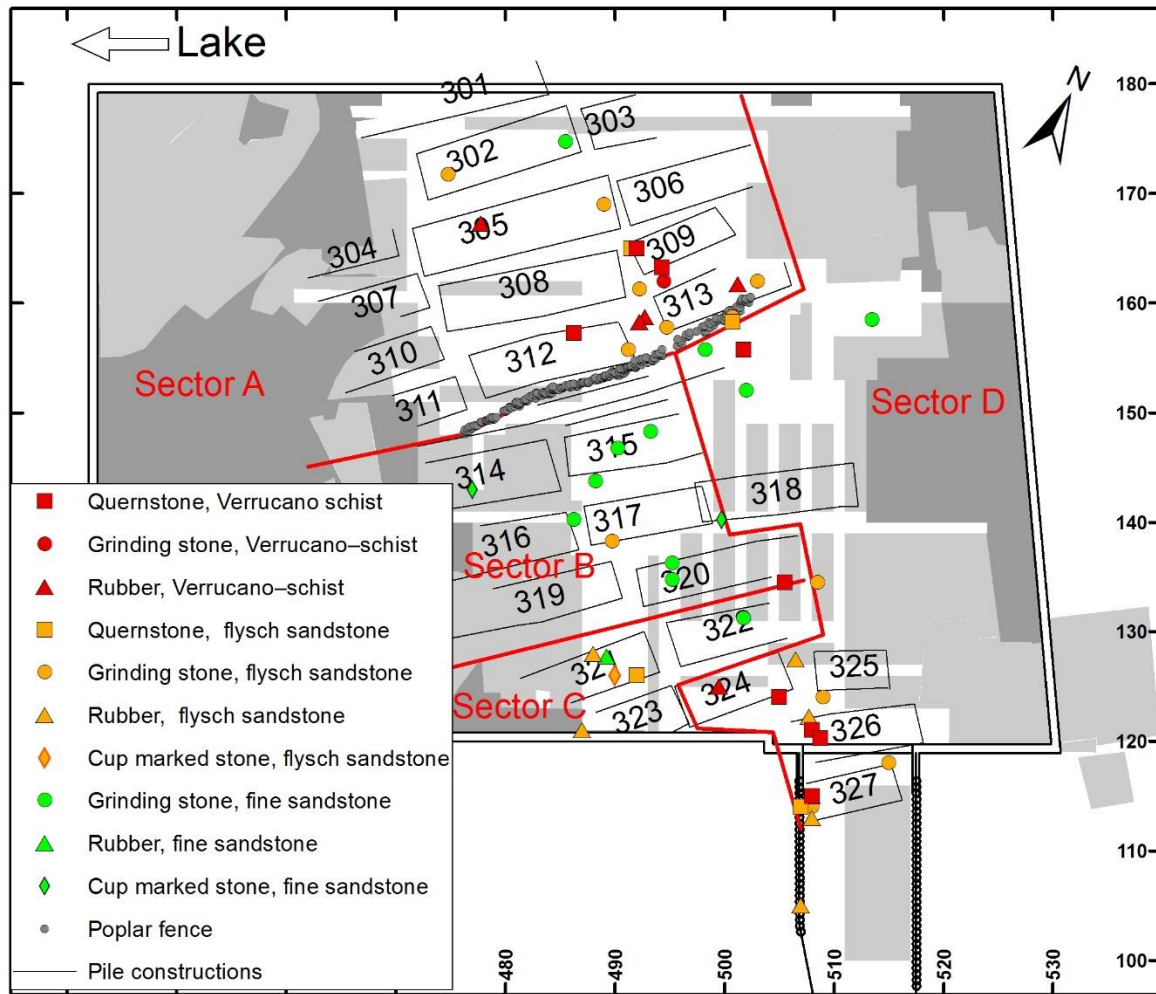 Lake
N
180
170
160
150
140
130
120
110
100
301
303
302
306
305
304
309
307
308
313
310
312
311
Sector A
Sector D
315
314
318
317
316
Sector B
320
319
322
321
324
325
Sector C
323
326
327
Quernstone, Verrucano schist
Grinding stone, Verrucano–schist
Rubber, Verrucano–schist
Quernstone, flysch sandstone
Grinding stone, flysch sandstone
Rubber, flysch sandstone
Cup marked stone, flysch sandstone
Grinding stone, fine sandstone
Rubber, fine sandstone
Cup marked stone, fine sandstone
Poplar fence
Pile constructions
480
490
500
510
520
530